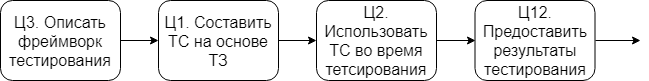 Ц3. Описать
фреймворк
тестирования
Ц1. Составить
ТС на основе
ТЗ
Ц2.
Использовать
ТС во время
тетсирования
Ц12.
Предоставить
результаты
тестирования